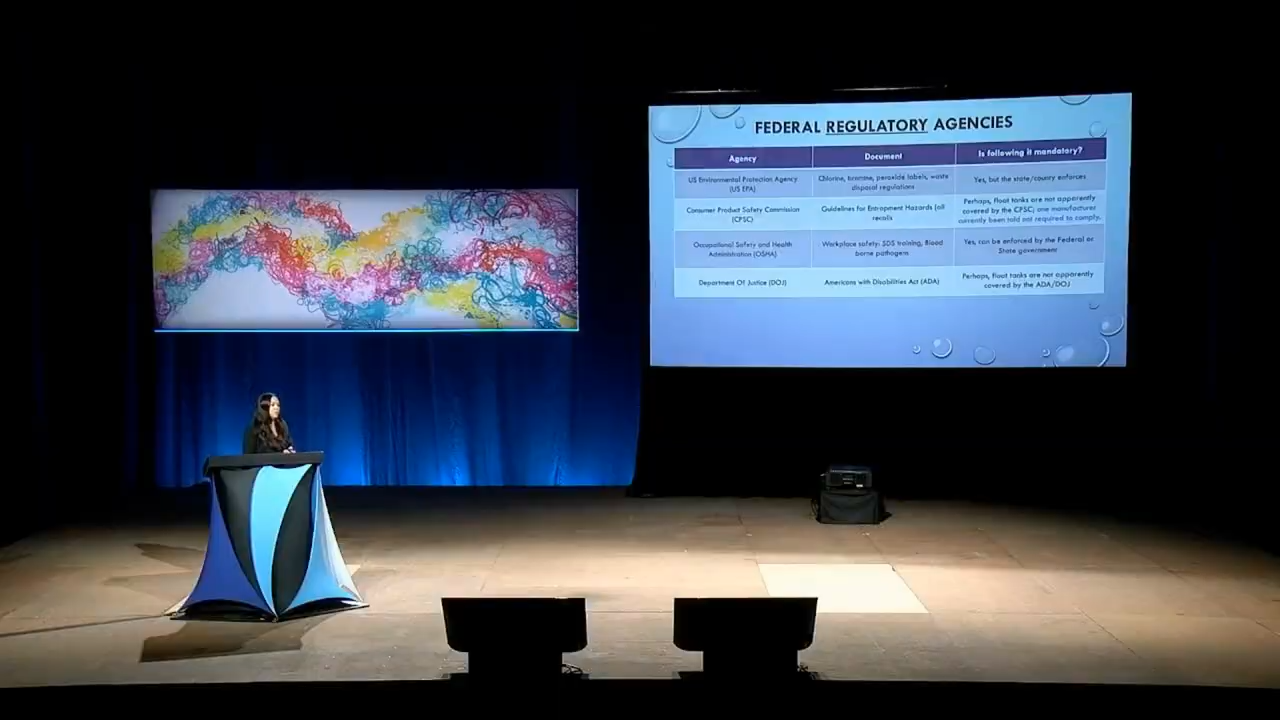 FEDERAL REGULATORY AGENCIES
Agency
Document
Is following it mandatory?
US Environmental Protection Agency
(US EPA)
Chlorine, bromine, peroxide labels, waste
disposal regulations
Yes, but the state/county enforces
Consumer Product Safety Commission
(CPSC)
Guidelines for Entrapment Hazards (all
recalls
Perhaps, float tanks are not apparently
covered by the CPSC; one manufacturer
currently been told not required to comply.
Occupational Safety and Health
Administration (OSHA)
Workplace safety: SDS training, Blood
borne pathogens
Yes, can be enforced by the Federal or
State government
Department Of Justice (DOJ)
Americans with Disabilities Act (ADA)
Perhaps, float tanks are not apparently
covered by the ADA/DOJ